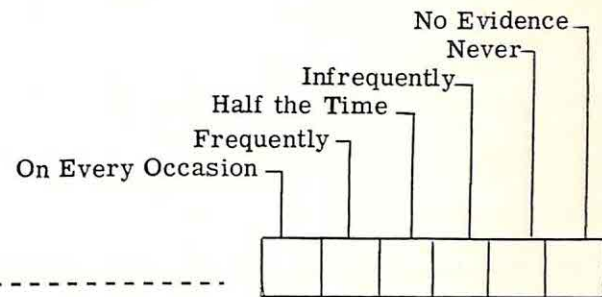 No Evidence
Never
Infrequently
Half the Time
Frequently
On Every Occasion